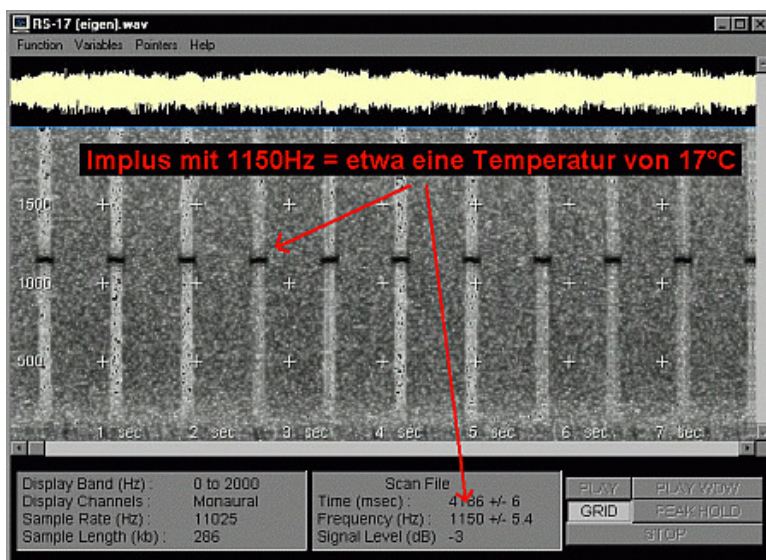 RS-17 (eigen).wav
Function Variables Pointers Help
Implus mit 1150Hz = etwa eine Temperatur von 17°C
1500
1000
500
1 sec 2 sec 3 sec 4 sec 5 sec 6 sec 7 sec
Display Band (Hz) : 0 to 2000
Display Channels : Monaural
Sample Rate (Hz) : 11025
Sample Length (kb) : 286
Scan File
Time (msec) : 4186 +/- 6
Frequency (Hz) : 1150 +/- 5.4
Signal Level (dB) -3
PLAY PLAY WDW
GRID PEAK HOLD
STOP